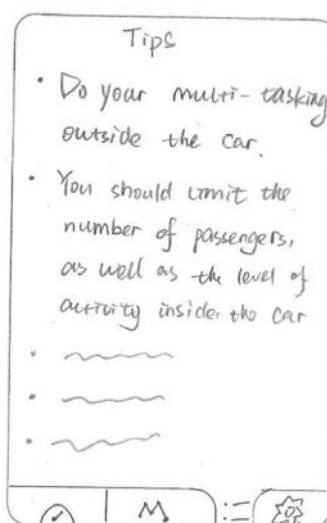 Tips
• Do your multi-tasking
outside the car.
• You should limit the
number of passengers,
as well as the level of
activity inside the car